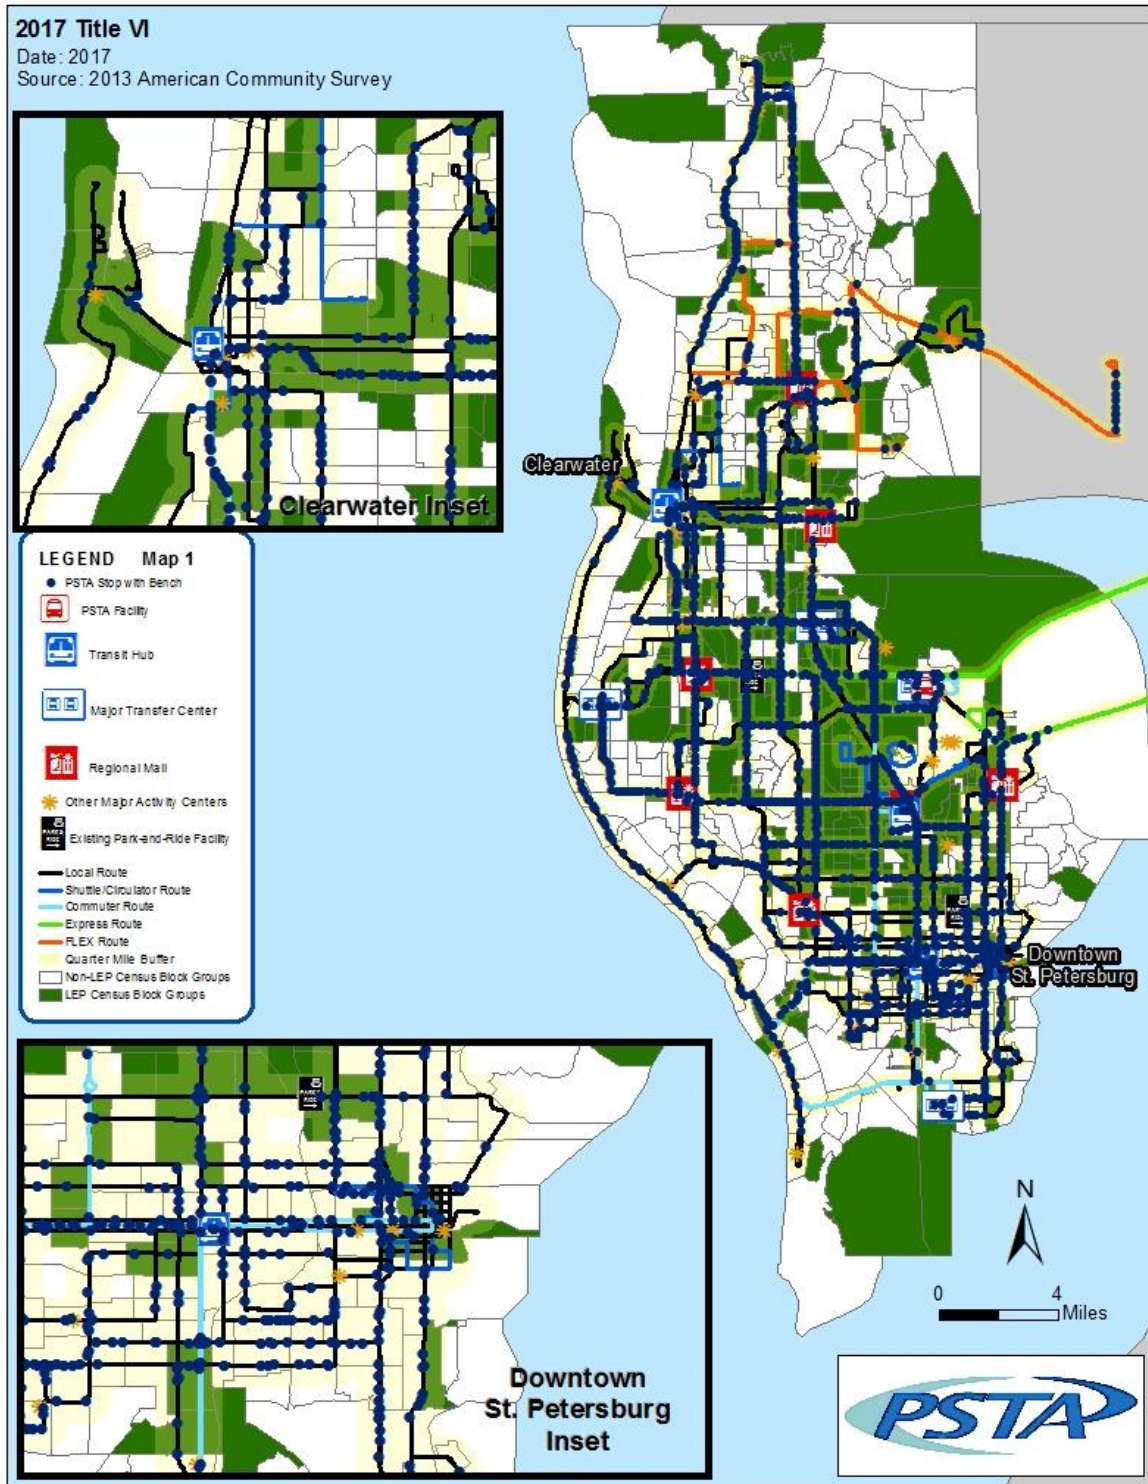 2017 Title VI
Date: 2017
Source: 2013 American Community Survey
Clearwater Inset
LEGEND Map 1
PSTA Stop with Bench
PSTA Facility
Transit Hub
Major Transfer Center
Regional Mall
Other Major Activity Centers
Existing Park-and-Ride Facility
Local Route
Shuttle/Circulator Route
Commuter Route
Express Route
FLEX Route
Quarter Mile Buffer
Non-LEP Census Block Groups
LEP Census Block Groups
Clearwater
Downtown
St. Petersburg
Downtown
St. Petersburg
Inset
N
0 4
Miles
PSTA